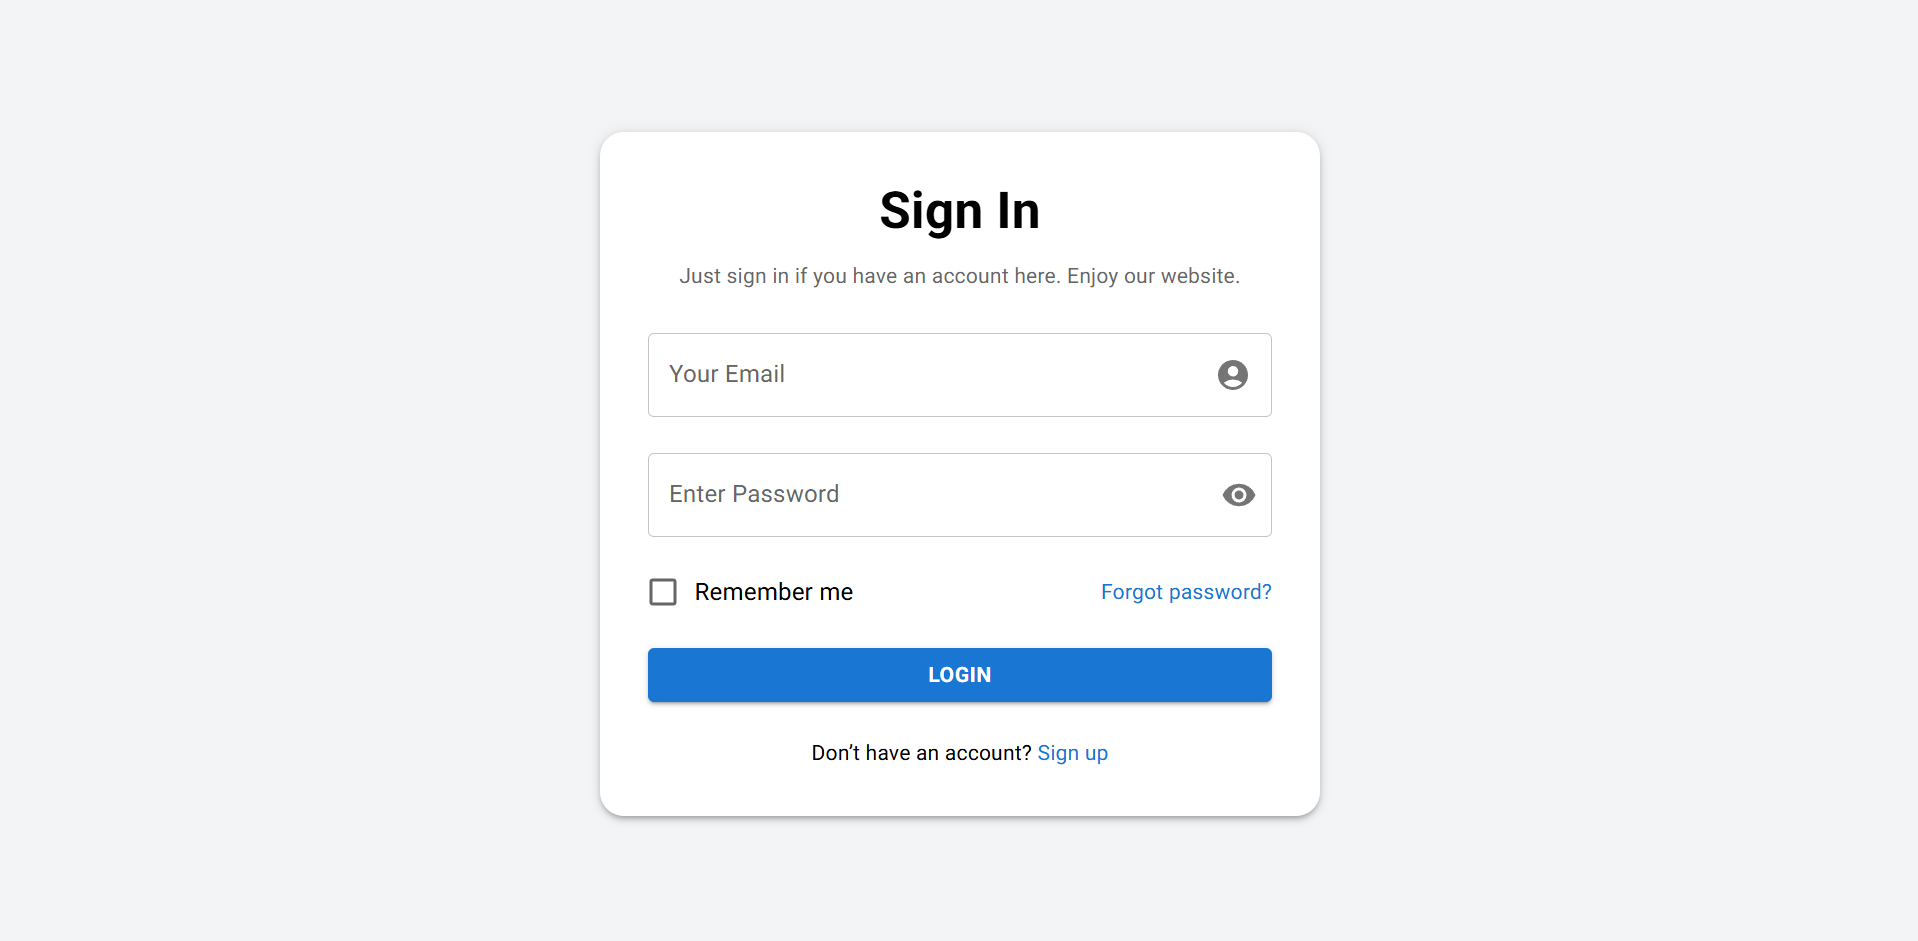 Sign In
Just sign in if you have an account here. Enjoy our website.
Your Email
Enter Password
Remember me
Forgot password?
LOGIN
Don’t have an account? Sign up